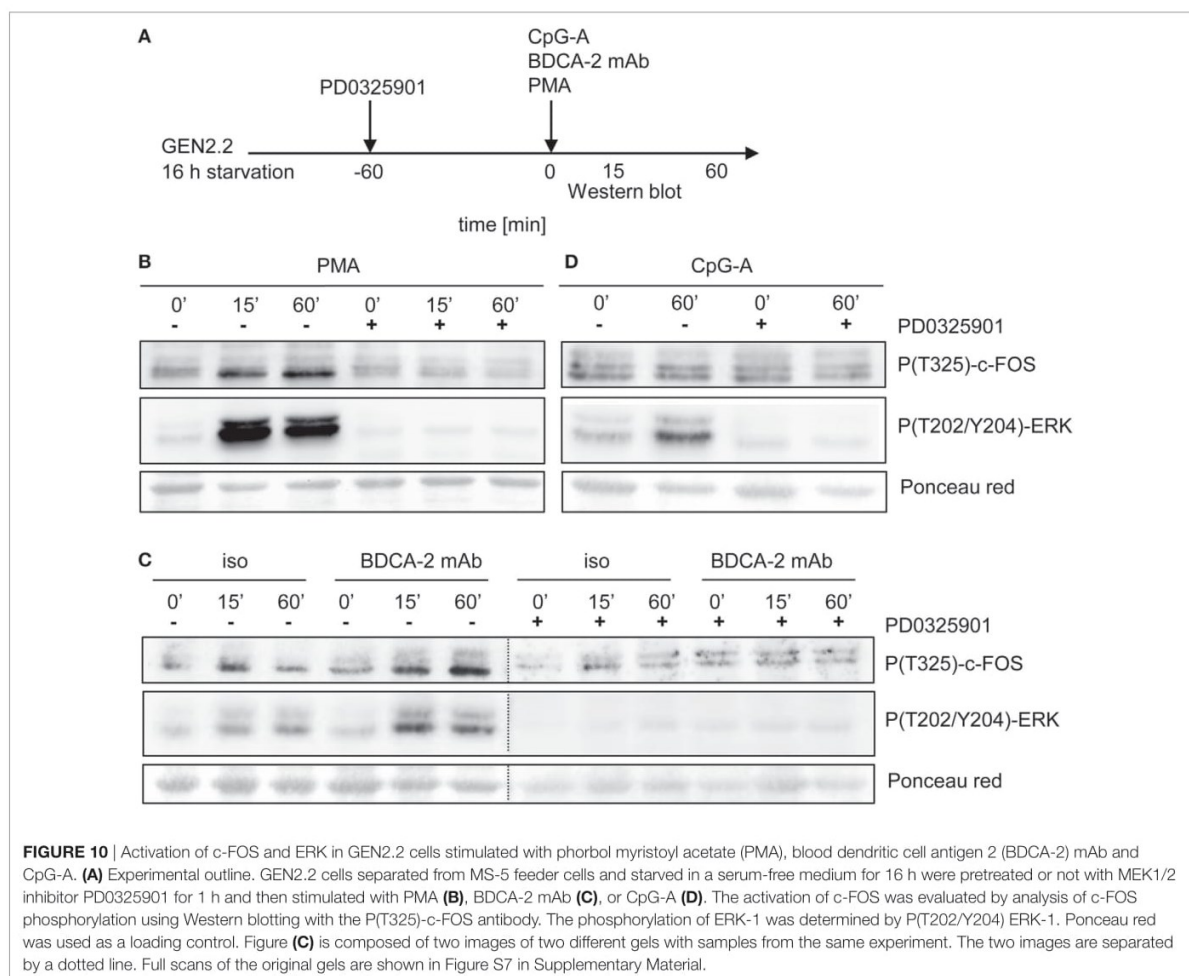 A
CpG-A
BDCA-2 mAb
PMA
PD0325901
GEN2.2
16 h starvation
-60 0 15 60
Western blot
time [min]
B
PMA
0' 15' 60' 0' 15' 60'
- - - + + +
D
CpG-A
0' 60' 0' 60'
- - + +
PD0325901
P(T325)-c-FOS
P(T202/Y204)-ERK
Ponceau red
C
iso BDCA-2 mAb iso BDCA-2 mAb
0' 15' 60' 0' 15' 60' 0' 15' 60' 0' 15' 60'
- - - - - - + + + + + +
PD0325901
P(T325)-c-FOS
P(T202/Y204)-ERK
Ponceau red
FIGURE 10 | Activation of c-FOS and ERK in GEN2.2 cells stimulated with phorbol myristoyl acetate (PMA), blood dendritic cell antigen 2 (BDCA-2) mAb and
CpG-A. (A) Experimental outline. GEN2.2 cells separated from MS-5 feeder cells and starved in a serum-free medium for 16 h were pretreated or not with MEK1/2
inhibitor PD0325901 for 1 h and then stimulated with PMA (B), BDCA-2 mAb (C), or CpG-A (D). The activation of c-FOS was evaluated by analysis of c-FOS
phosphorylation using Western blotting with the P(T325)-c-FOS antibody. The phosphorylation of ERK-1 was determined by P(T202/Y204) ERK-1. Ponceau red
was used as a loading control. Figure (C) is composed of two images of two different gels with samples from the same experiment. The two images are separated
by a dotted line. Full scans of the original gels are shown in Figure S7 in Supplementary Material.